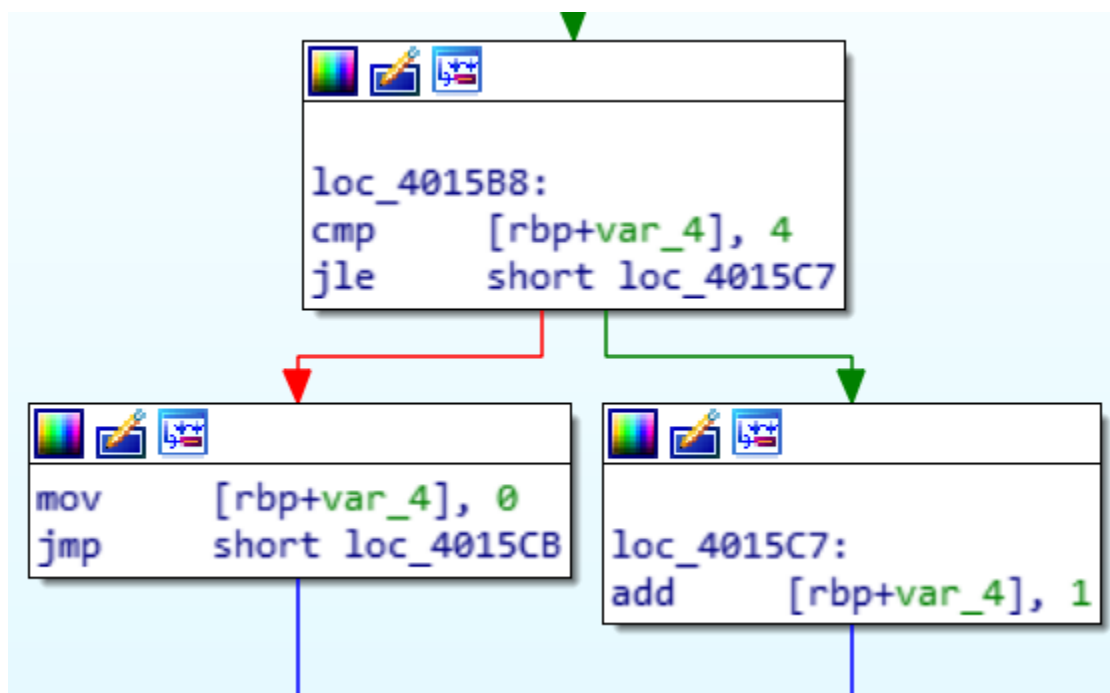 loc_4015B8:
cmp [rbp+var_4], 4
jle short loc_4015C7
mov [rbp+var_4], 0
jmp short loc_4015CB
loc_4015C7:
add [rbp+var_4], 1